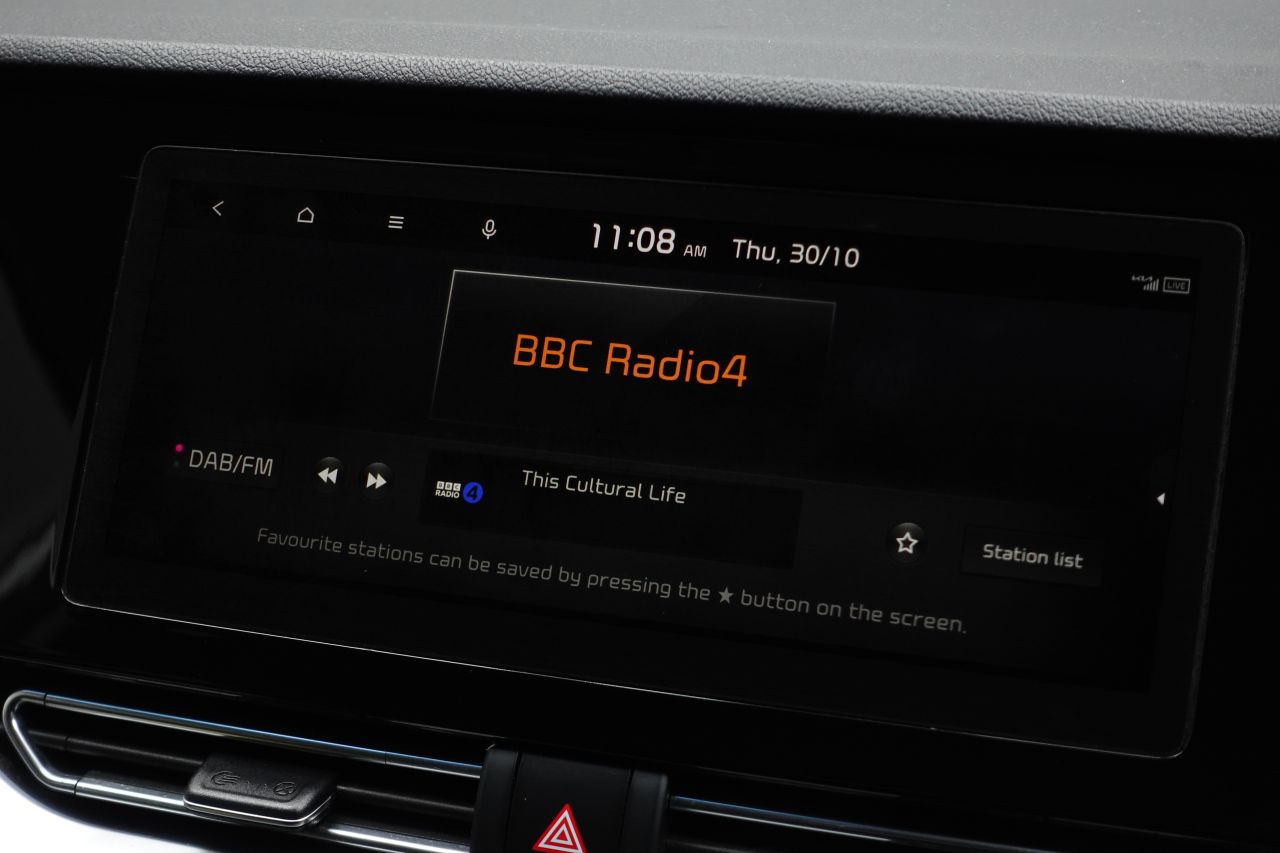 11:08 AM Thu, 30/10
KIA
LIVE
BBC Radio4
DAB/FM
BBC
RADIO 4
This Cultural Life
Station list
Favourite stations can be saved by pressing the ★ button on the screen.